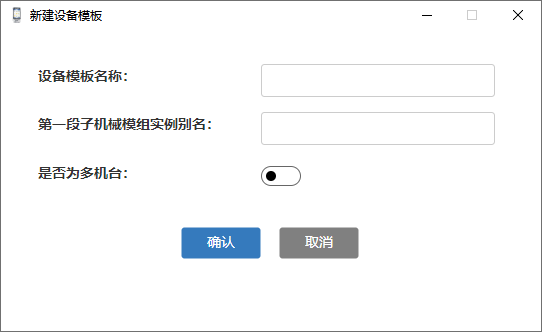 新建设备模板
设备模板名称：
第一段子机械模组实例别名：
是否为多机台：
确认 取消